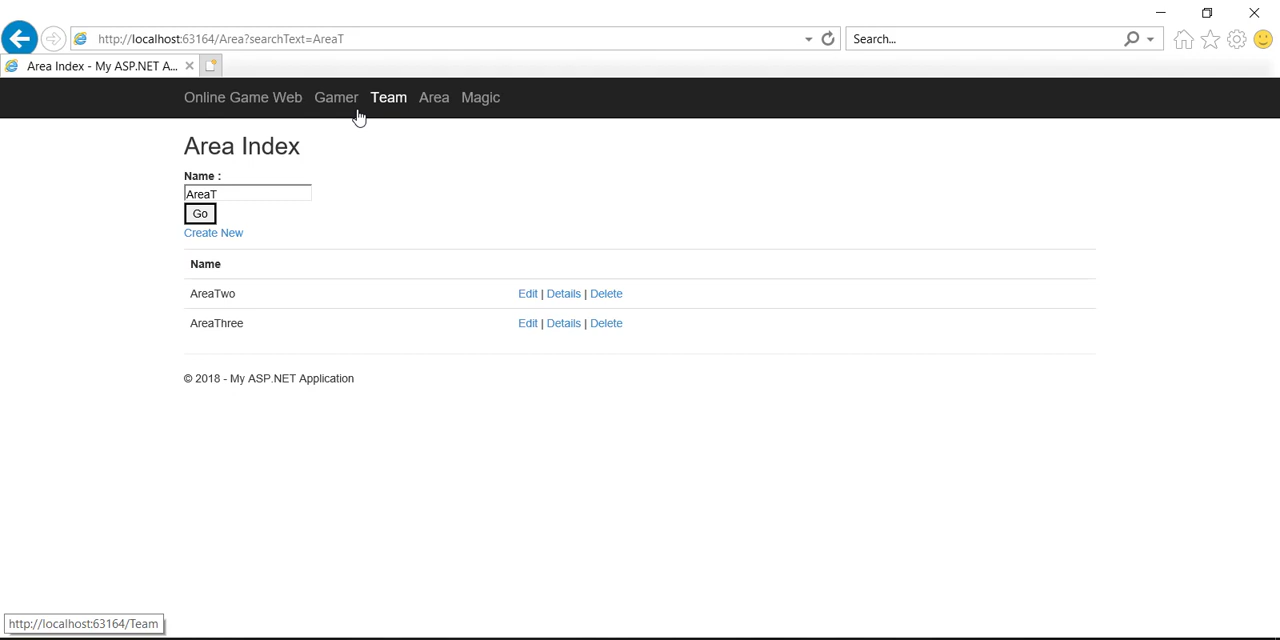 http://localhost:63164/Area?searchText=AreaT
Search...
Area Index - My ASP.NET A...
Online Game Web Gamer Team Area Magic
Area Index
Name :
AreaT
Go
Create New
Name
AreaTwo Edit | Details | Delete
AreaThree Edit | Details | Delete
© 2018 - My ASP.NET Application
http://localhost:63164/Team